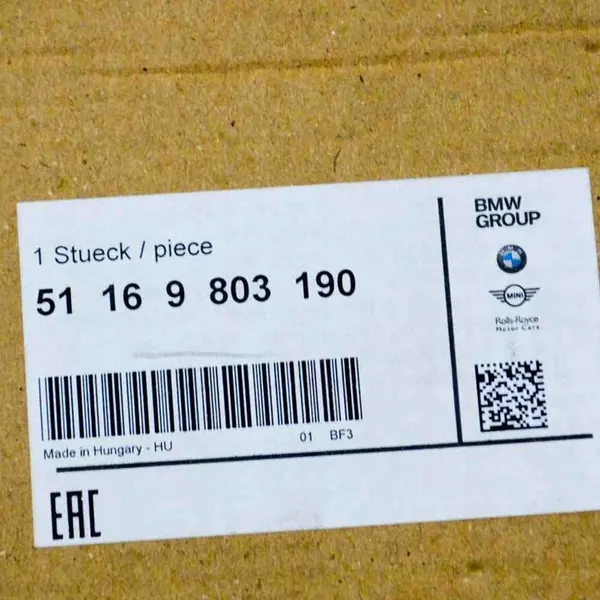 1 Stueck / piece
51 16 9 803 190
Made in Hungary - HU
01 BF3
EAC
BMW
GROUP
MINI
Rolls-Royce
Motor Cars